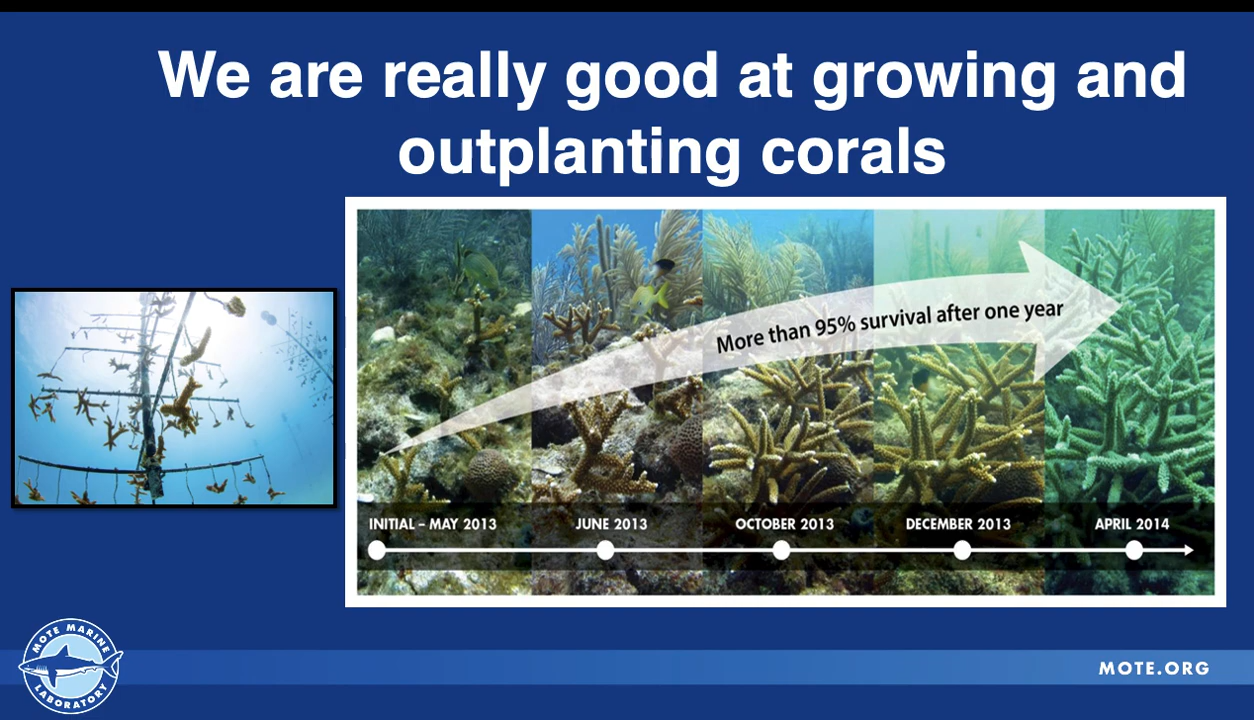 We are really good at growing and
outplanting corals
More than 95% survival after one year
INITIAL – MAY 2013
JUNE 2013
OCTOBER 2013
DECEMBER 2013
APRIL 2014
MOTE MARINE
LABORATORY
MOTE.ORG